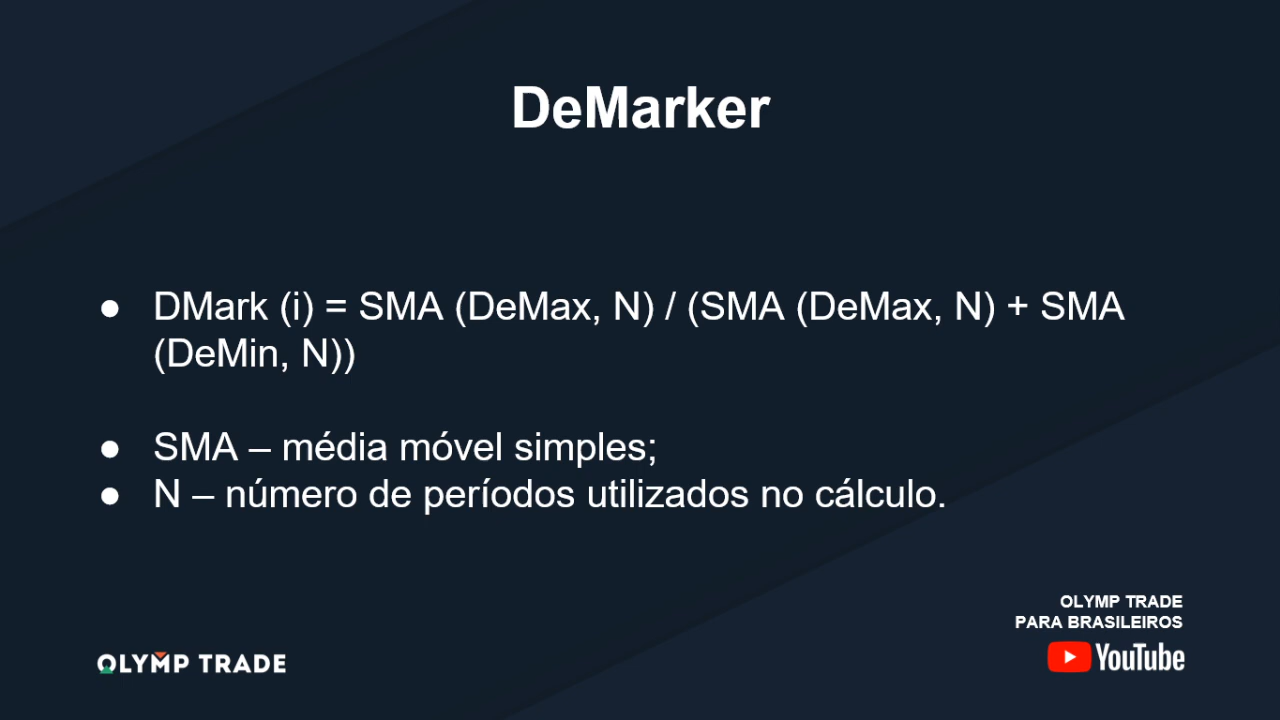 DeMarker
● DMark (i) = SMA (DeMax, N) / (SMA (DeMax, N) + SMA
(DeMin, N))
● SMA – média móvel simples;
● N – número de períodos utilizados no cálculo.
OLYMP TRADE
PARA BRASILEIROS
OLYMP TRADE
YouTube